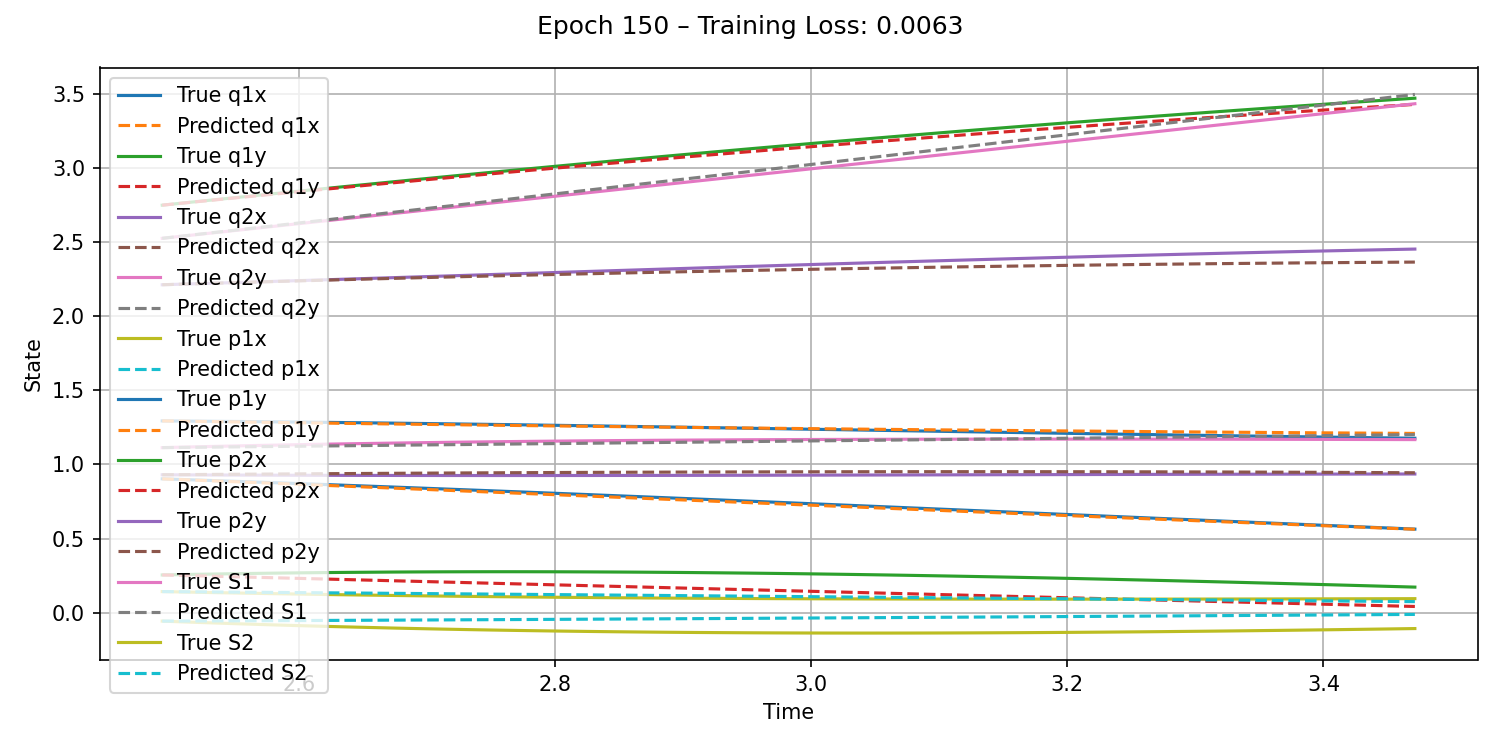 Epoch 150 – Training Loss: 0.0063
3.5
3.0
2.5
2.0
1.5
1.0
0.5
0.0
State
True q1x
Predicted q1x
True q1y
Predicted q1y
True q2x
Predicted q2x
True q2y
Predicted q2y
True p1x
Predicted p1x
True p1y
Predicted p1y
True p2x
Predicted p2x
True p2y
Predicted p2y
True S1
Predicted S1
True S2
Predicted S2
2.6 2.8 3.0 3.2 3.4
Time